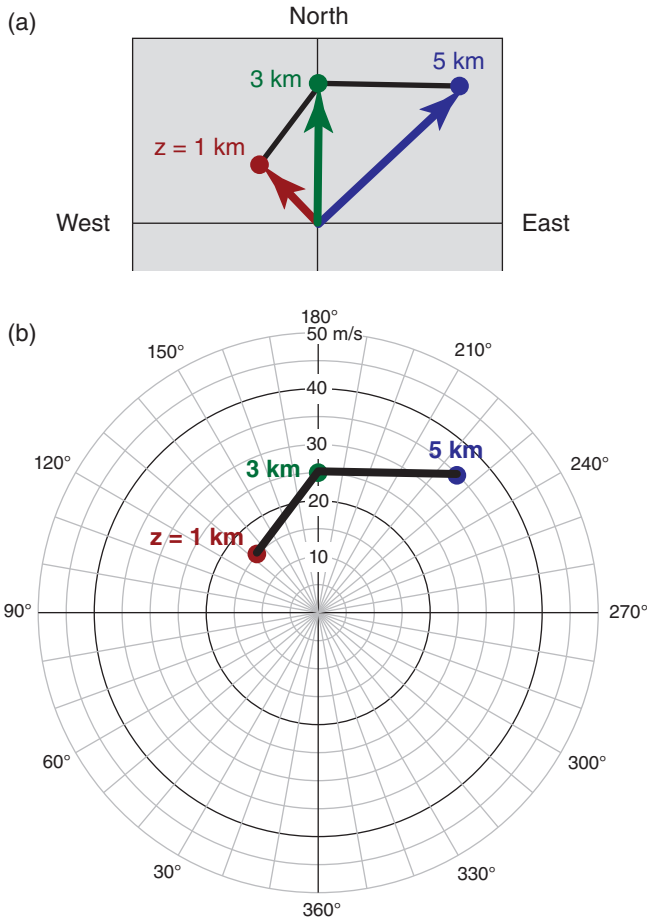 (a)
North
3 km
5 km
z = 1 km
West
East
(b)
180°
50 m/s
150°
210°
40
30
5 km
3 km
120°
240°
20
z = 1 km
10
90°
270°
60°
300°
30°
330°
360°